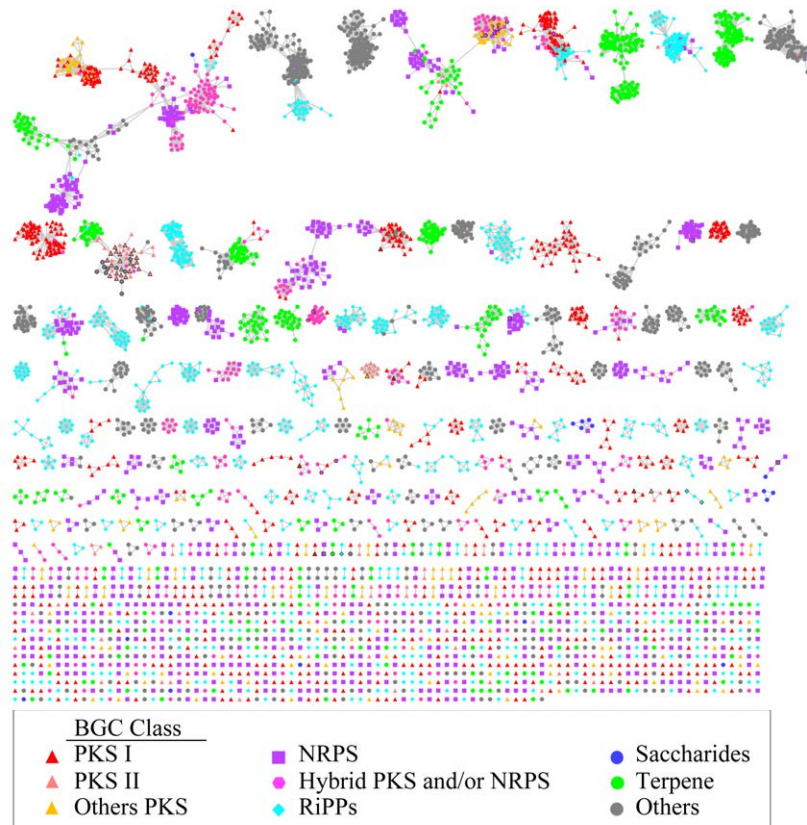 BGC Class
PKS I
NRPS
Saccharides
PKS II
Hybrid PKS and/or NRPS
Terpene
Others PKS
RiPPs
Others